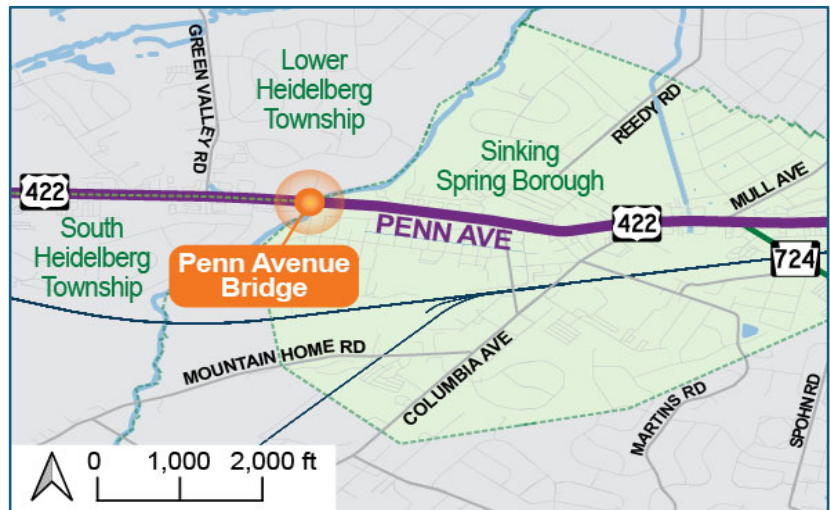 GREEN VALLEY RD
Lower
Heidelberg
Township
REEDY RD
Sinking
Spring Borough
MULL AVE
422
PENN AVE
422
South
Heidelberg
Township
Penn Avenue
Bridge
724
MOUNTAIN HOME RD
COLUMBIA AVE
MARTINS RD
SPOHN RD
0 1,000 2,000 ft